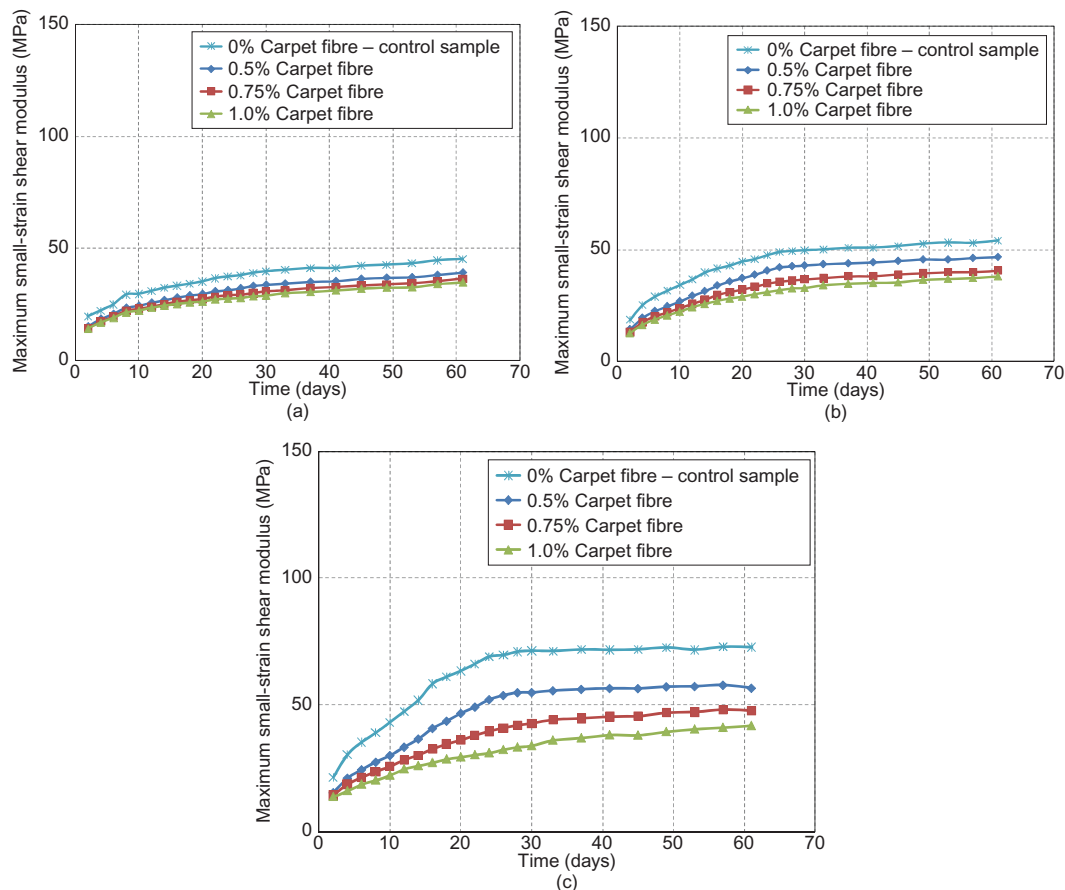 Maximum small-strain shear modulus (MPa)
150
100
50
0
0% Carpet fibre – control sample
0.5% Carpet fibre
0.75% Carpet fibre
1.0% Carpet fibre
0 10 20 30 40 50 60 70
Time (days)
(a)
Maximum small-strain shear modulus (MPa)
150
100
50
0
0% Carpet fibre – control sample
0.5% Carpet fibre
0.75% Carpet fibre
1.0% Carpet fibre
0 10 20 30 40 50 60 70
Time (days)
(b)
Maximum small-strain shear modulus (MPa)
150
100
50
0
0% Carpet fibre – control sample
0.5% Carpet fibre
0.75% Carpet fibre
1.0% Carpet fibre
0 10 20 30 40 50 60 70
Time (days)
(c)